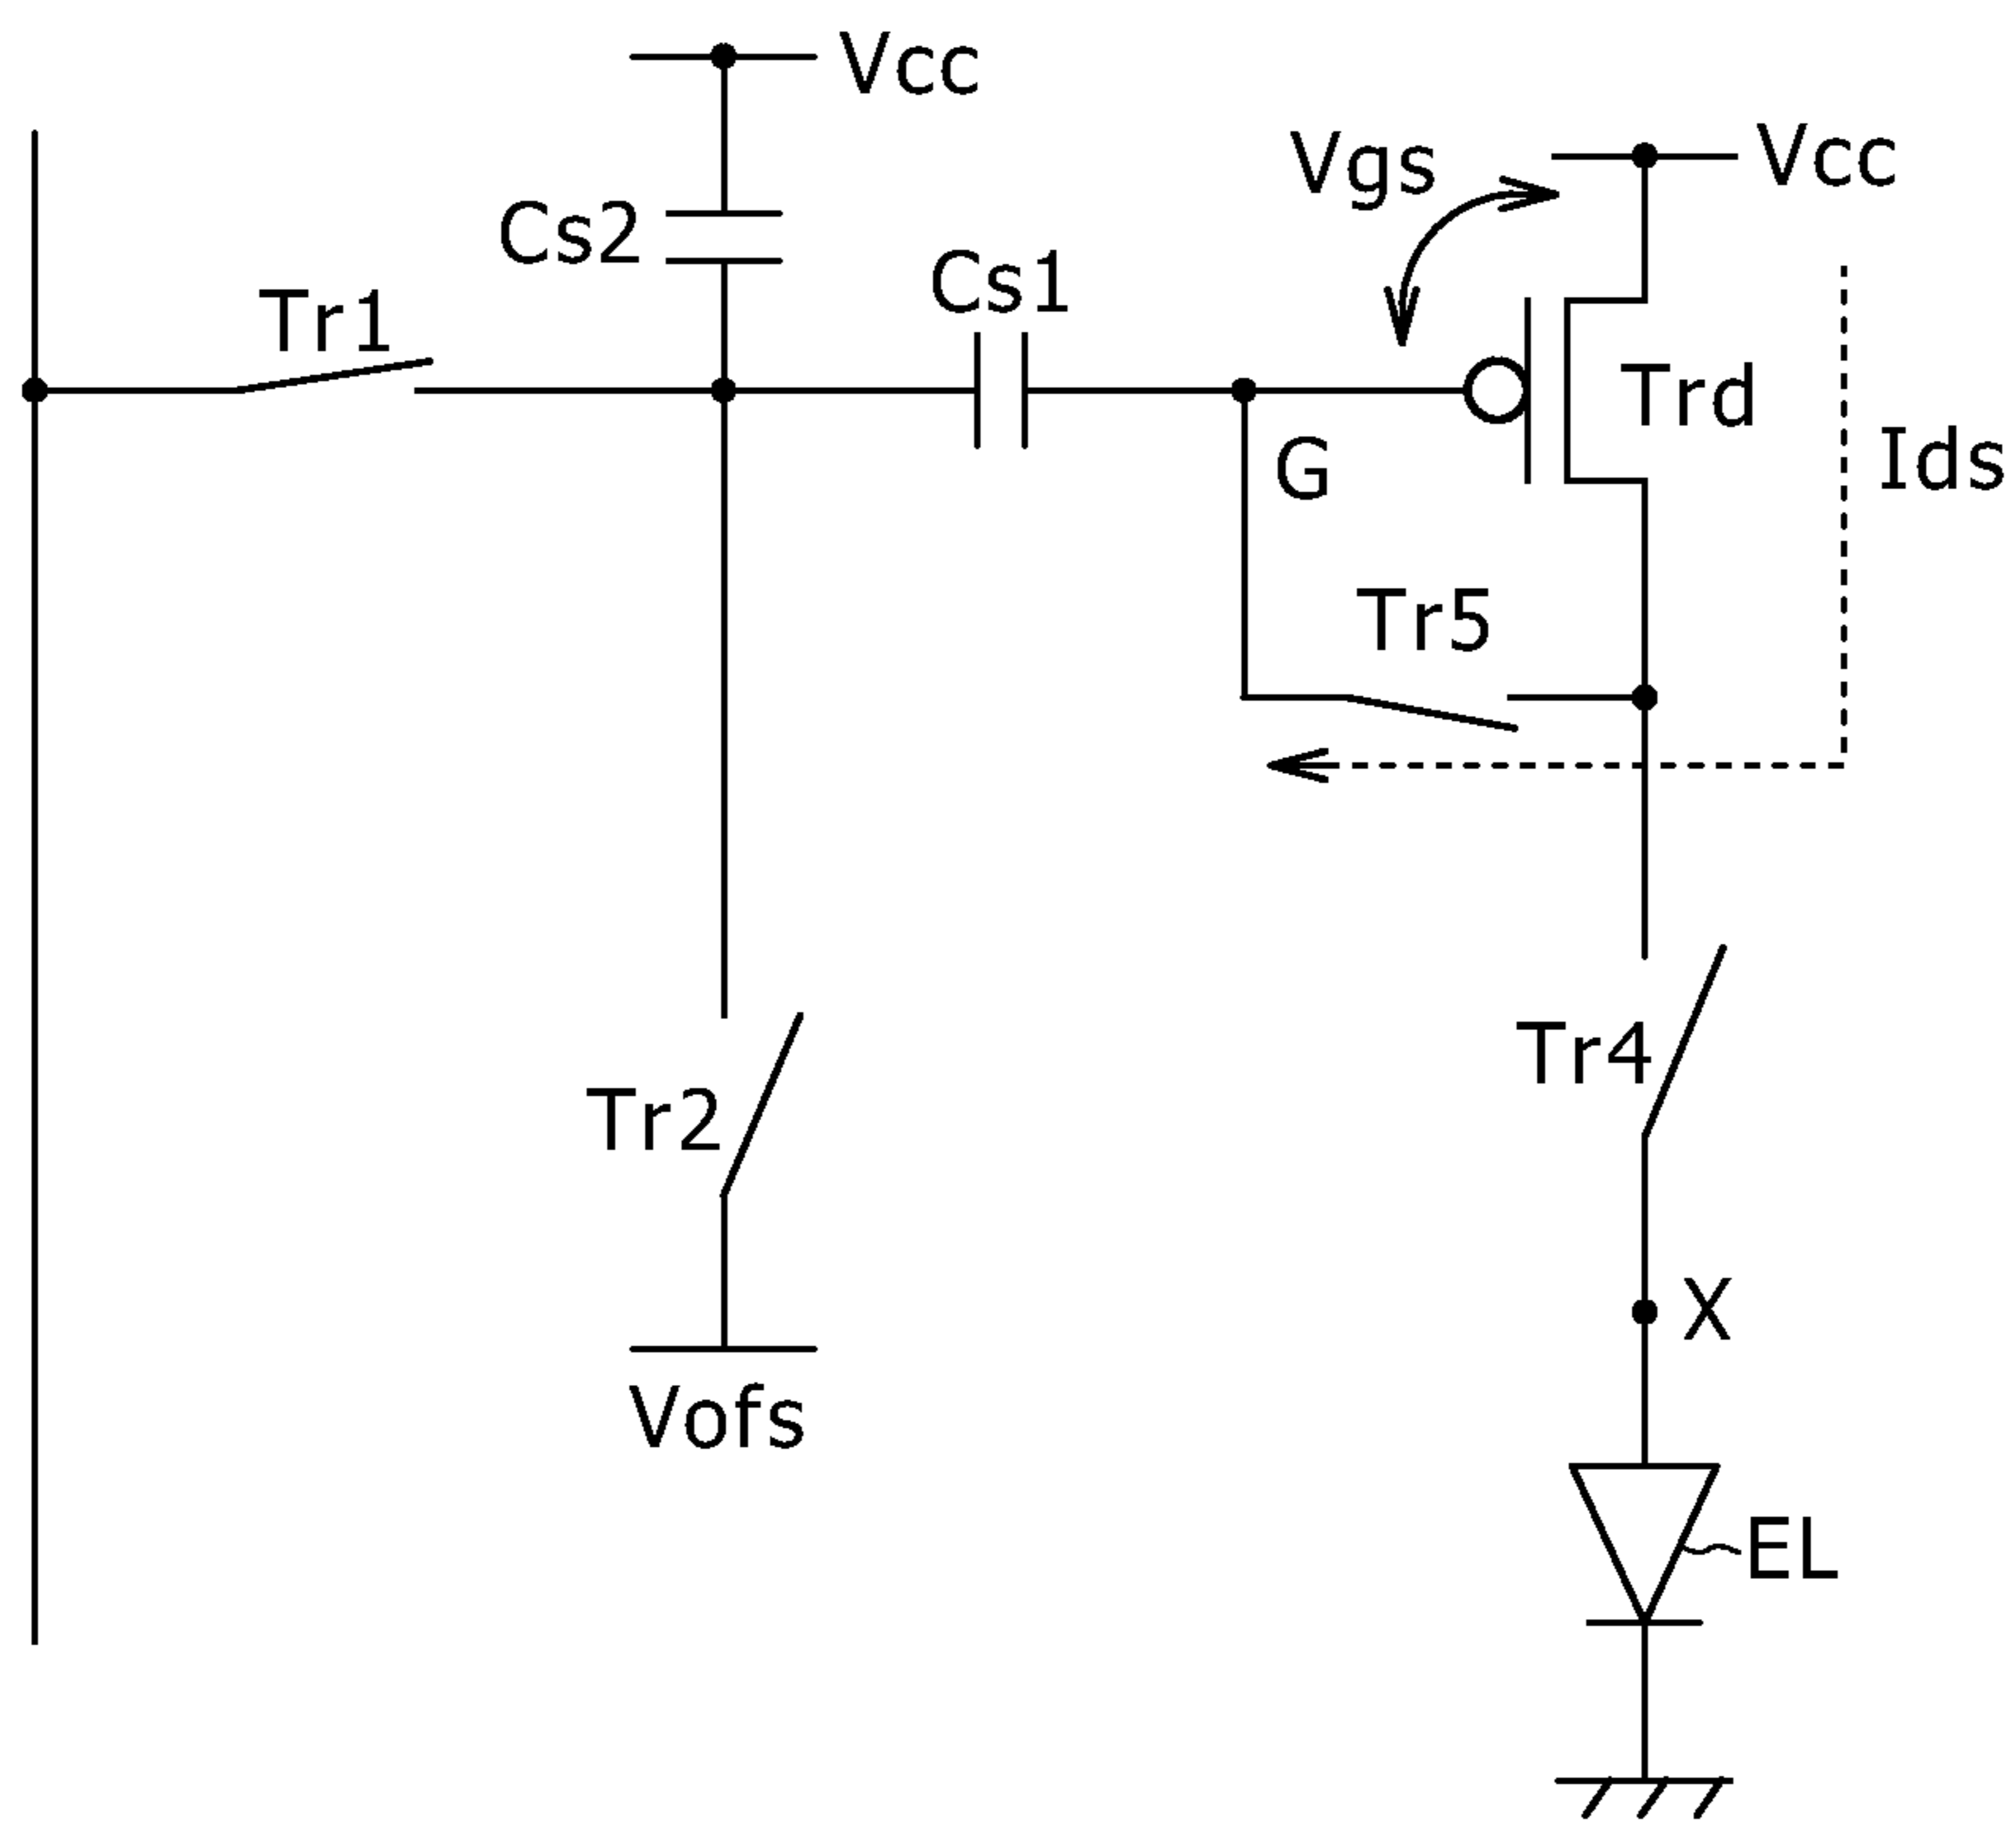 Vcc
Vgs
Vcc
Cs2
Cs1
Tr1
Trd
Ids
G
Tr5
Tr4
Tr2
X
Vofs
EL